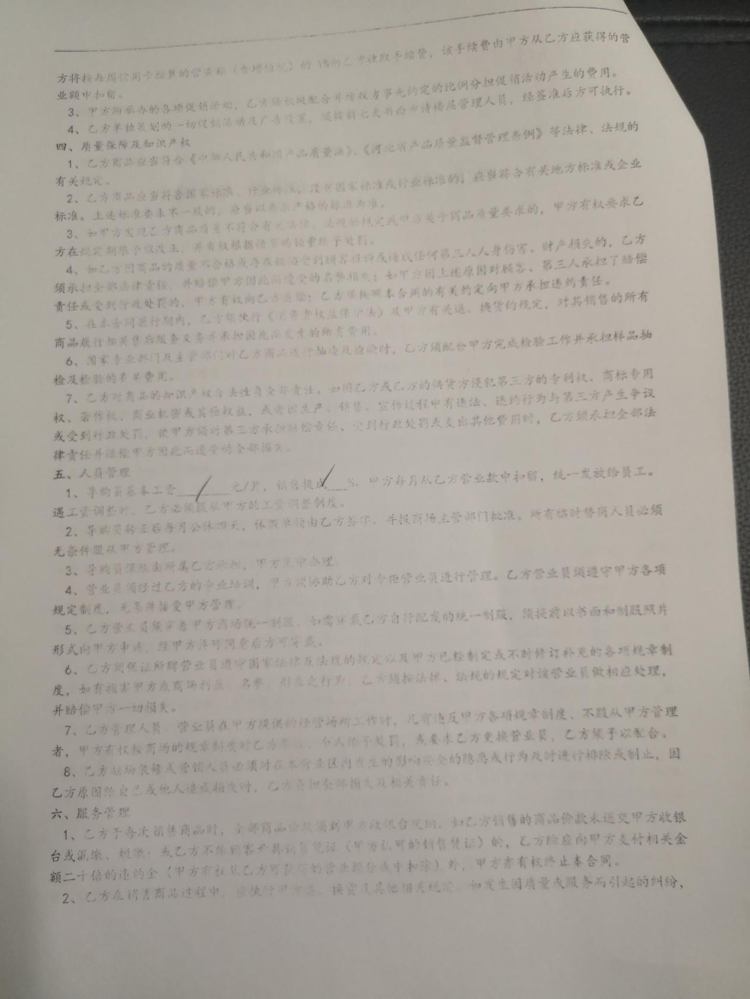 方将按每周信用卡结算的营业额（含增值税）的 向乙方收取手续费，该手续费由甲方从乙方应获得的营
业额中扣留。
3、甲方所举办的各项促销活动，乙方须积极配合并按双方事先约定的比例分担促销活动产生的费用。
4、乙方单独策划的一切促销活动及广告设置，须提前七天书面申请楼层管理人员，经签准后方可执行。
四、质量保障及知识产权
1、乙方商品应当符合《中华人民共和国产品质量法》、《河北省产品质量监督管理条例》等法律、法规的
有关规定。
2、乙方商品应当符合国家标准、行业标准，没有国家标准或行业标准的，应当符合有关地方标准或企业
标准。上述标准要求不一致的，应当以要求严格的标准为准。
3、如甲方发现乙方商品质量不符合有关法律、法规的规定或甲方关于商品质量要求的，甲方有权要求乙
方在规定期限予以改正，并有权根据情节的轻重给予处罚。
4、如乙方因商品的质量不合格或存在缺陷受到顾客投诉或造成任何第三人人身伤害、财产损失的，乙方
须承担全部法律责任，并赔偿甲方因此而遭受的名誉损失；如甲方因上述原因对顾客、第三人承担了赔偿
责任或受到行政处罚的，甲方有权向乙方追偿；乙方须按照本合同的有关约定向甲方承担违约责任。
5、在本合同履行期内，乙方须执行《消费者权益保护法》及甲方有关退、换货的规定，对其销售的所有
商品履行相关售后服务义务并承担因此而发生的所有费用。
6、国家专业部门及主管部门对乙方商品进行抽检及检验时，乙方须配合甲方完成检验工作并承担样品抽
检及检验的有关费用。
7、乙方对商品的知识产权合法性负全部责任。如因乙方或乙方的供货方侵犯第三方的专利权、商标专用
权、著作权、商业秘密或其他权益，或者因生产、销售、宣传过程中有违法、违约行为与第三方产生争议
或受到行政处罚，使甲方须对第三方承担赔偿责任、受到行政处罚或支出其他费用时，乙方须承担全部法
律责任并赔偿甲方因此而遭受的全部损失。
五、人员管理
1、导购员基本工资___/___元/月，销售提成_/_%，甲方每月从乙方营业款中扣留，统一发放给员工。
遇工资调整时，乙方必须服从甲方的工资调整制度。
2、导购员转正后每月公休四天，休假单须由乙方签字，并报商场主管部门批准。所有临时替岗人员必须
无条件服从甲方管理。
3、导购员保险由所属乙方承担，甲方集中办理。
4、营业员须经过乙方的专业培训，甲方须协助乙方对专柜营业员进行管理。乙方营业员须遵守甲方各项
规定制度，无条件接受甲方管理。
5、乙方营业员须穿着甲方商场统一制服，如需穿戴乙方自行配发的统一制服，须提前以书面和制服照片
形式向甲方申请，经甲方许可同意后方可穿戴。
6、乙方须保证所聘营业员遵守国家法律及法规的规定以及甲方已经制定或不时修订补充的各项规章制
度，如有损害甲方或商场利益、名誉、形象之行为，乙方须按法律、法规的规定对该营业员做相应处理，
并赔偿甲方一切损失。
7、乙方管理人员、营业员在甲方提供的经营场所工作时，凡有违反甲方各项规章制度、不服从甲方管理
者，甲方有权按商场的规章制度对乙方单位、个人给予处罚，或要求乙方更换营业员，乙方须予以配合。
8、乙方驻场装修或营销人员必须对在本营业区内发生的影响安全的隐患或行为及时进行排除或制止，因
乙方原因给自己或他人造成损失时，乙方负担全部损失及相关责任。
六、服务管理
1、乙方于每次销售商品时，全部商品价款须到甲方收银台交纳。如乙方销售的商品价款未送交甲方收银
台或漏缴、短缴；或乙方不给顾客开具销售凭证（甲方认可的销售凭证）的，乙方除应向甲方支付相关金
额二十倍的违约金（甲方有权从乙方可获得的营业额分成中扣除）外，甲方亦有权终止本合同。
2、乙方在销售商品过程中，应执行甲方退、换货及其他相关规定。如发生因质量或服务而引起的纠纷，